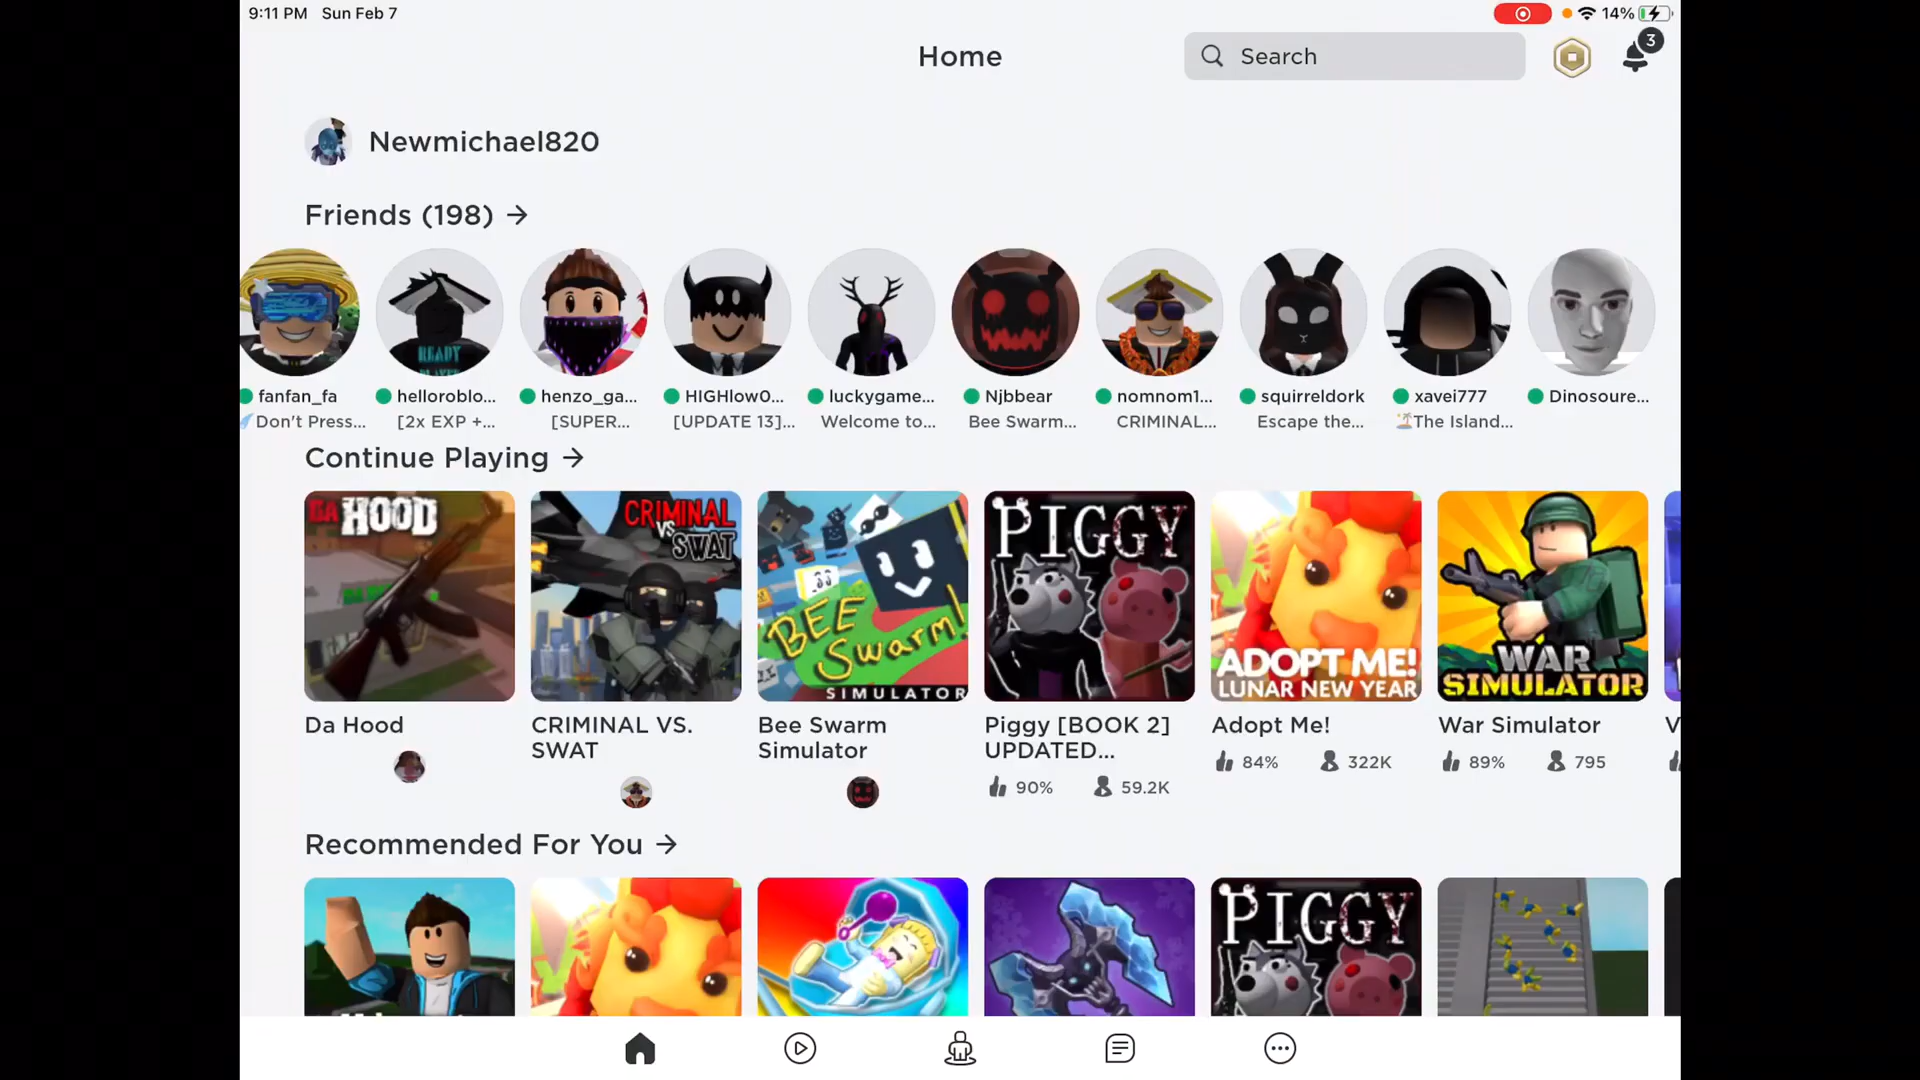 9:11 PM Sun Feb 7
14%
Home
Search
3
Newmichael820
Friends (198) →
READY
PLAYER
fanfan_fa
helloroblo...
henzo_ga...
HIGHlow0...
luckygame...
Njbbear
nomnom1...
squirreldork
xavei777
Dinosoure...
Don't Press...
[2x EXP +...
[SUPER...
[UPDATE 13]...
Welcome to...
Bee Swarm...
CRIMINAL...
Escape the...
The Island...
Continue Playing →
DA HOOD
CRIMINAL
VS
SWAT
BEE
Swarm!
SIMULATOR
PIGGY
ADOPT ME!
LUNAR NEW YEAR
WAR
SIMULATOR
Da Hood
CRIMINAL VS.
SWAT
Bee Swarm
Simulator
Piggy [BOOK 2]
UPDATED...
Adopt Me!
War Simulator
V
90%
59.2K
84%
322K
89%
795
Recommended For You →
PIGGY